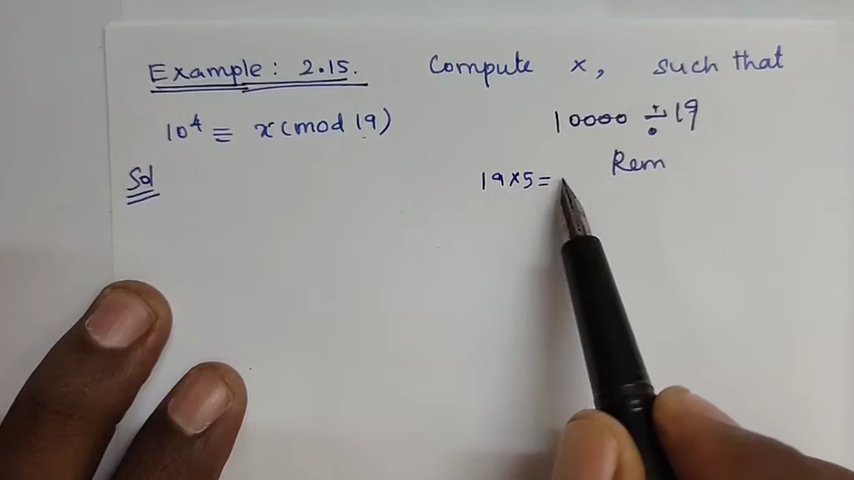 Example: 2.15. Compute x, such that
10⁴ ≡ x (mod 19) 10000 ÷ 19
Sol Rem
19×5=